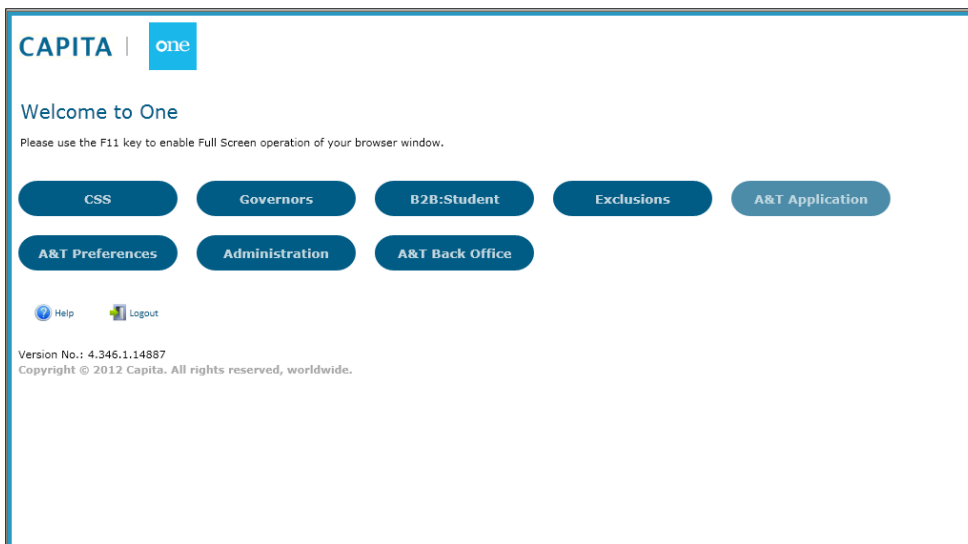 CAPITA | one
Welcome to One
Please use the F11 key to enable Full Screen operation of your browser window.
CSS Governors B2B:Student Exclusions A&T Application
A&T Preferences Administration A&T Back Office
Help Logout
Version No.: 4.346.1.14887
Copyright © 2012 Capita. All rights reserved, worldwide.